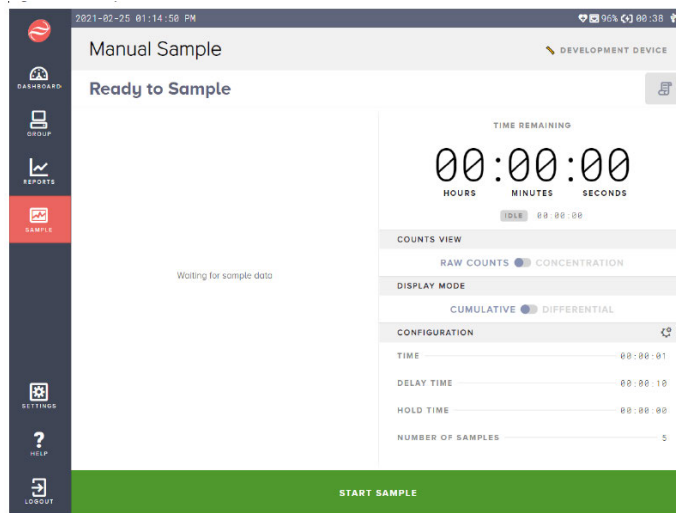 2021-02-25 01:14:50 PM 96% 00:38
Manual Sample
DEVELOPMENT DEVICE
Ready to Sample
DASHBOARD
GROUP
REPORTS
SAMPLE
SETTINGS
? HELP
LOGOUT
Waiting for sample data
TIME REMAINING
00:00:00
HOURS MINUTES SECONDS
IDLE 00:00:00
COUNTS VIEW
RAW COUNTS CONCENTRATION
DISPLAY MODE
CUMULATIVE DIFFERENTIAL
CONFIGURATION
TIME 00:00:01
DELAY TIME 00:00:10
HOLD TIME 00:00:00
NUMBER OF SAMPLES 5
START SAMPLE